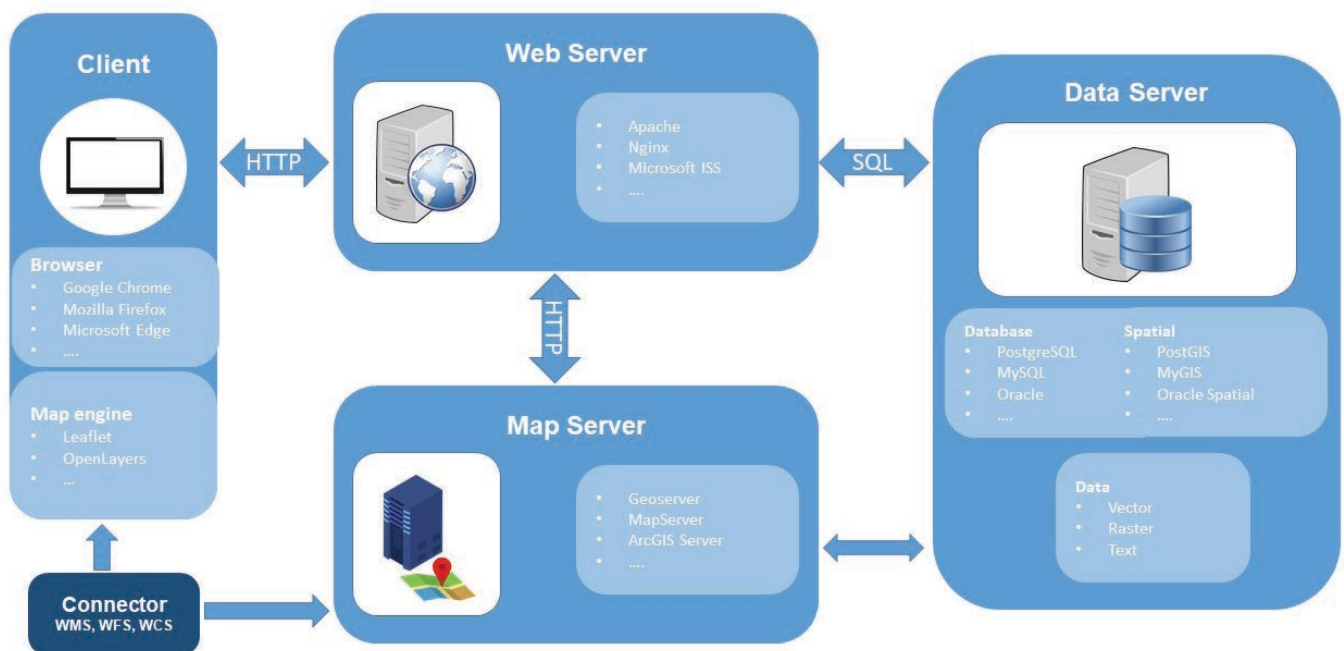 Client
Browser
Google Chrome
Mozilla Firefox
Microsoft Edge
....
Map engine
Leaflet
OpenLayers
...
Connector
WMS, WFS, WCS
HTTP
Web Server
Apache
Nginx
Microsoft ISS
....
HTTP
Map Server
Geoserver
MapServer
ArcGIS Server
....
SQL
Data Server
Database
PostgreSQL
MySQL
Oracle
....
Spatial
PostGIS
MyGIS
Oracle Spatial
....
Data
Vector
Raster
Text